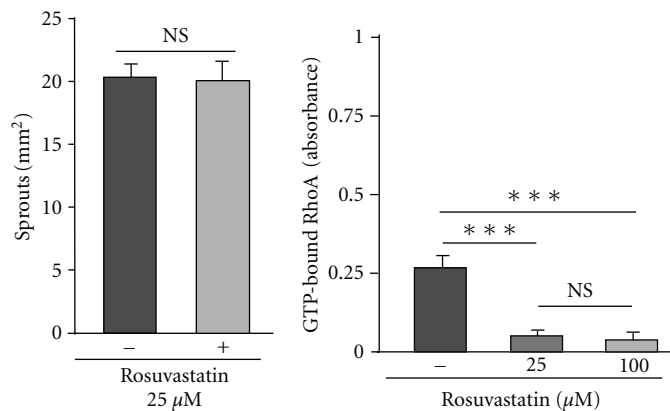 NS
25
20
15
10
5
0
Sprouts (mm²)
− +
Rosuvastatin
25 μM
1
0.75
0.5
0.25
0
GTP-bound RhoA (absorbance)
∗∗∗
∗∗∗
NS
− 25 100
Rosuvastatin (μM)